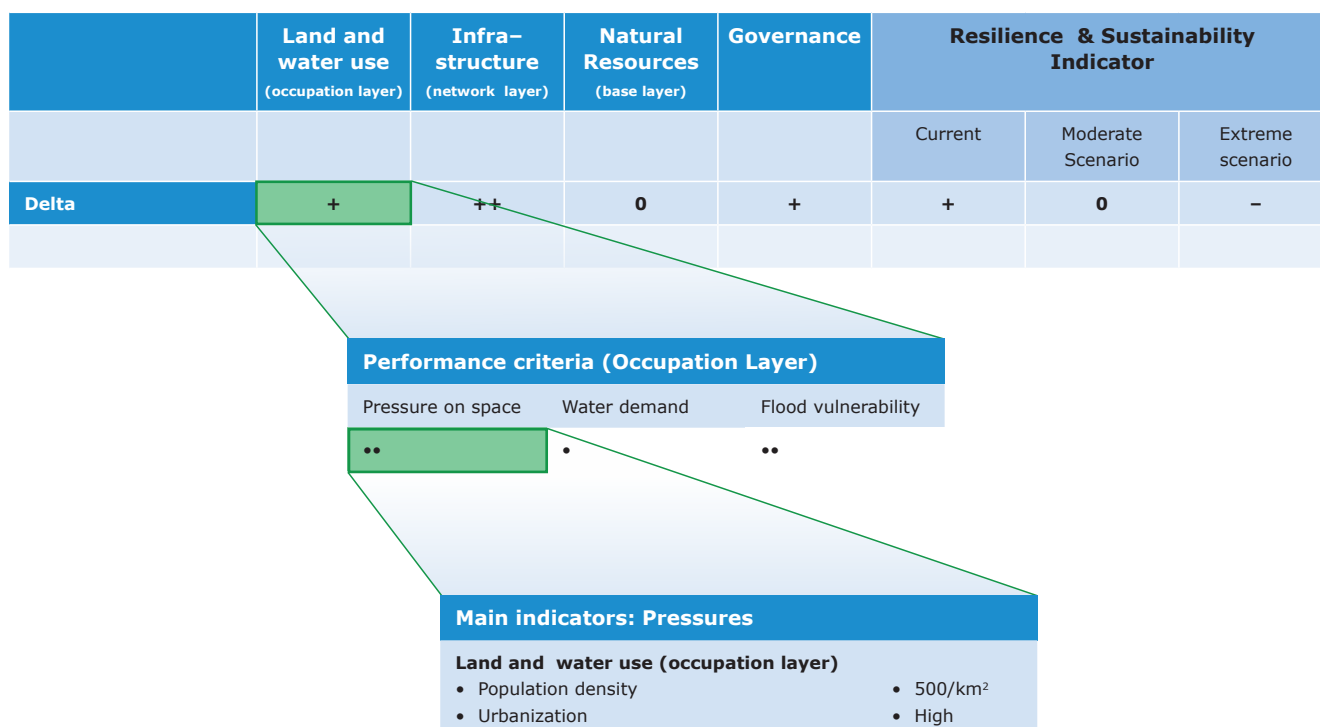 Land and water use (occupation layer)
Infra–structure (network layer)
Natural Resources (base layer)
Governance
Resilience & Sustainability Indicator
Current
Moderate Scenario
Extreme scenario
Delta + ++ 0 + + 0 –
Performance criteria (Occupation Layer)
Pressure on space Water demand Flood vulnerability
•• • ••
Main indicators: Pressures
Land and water use (occupation layer)
• Population density • 500/km²
• Urbanization • High